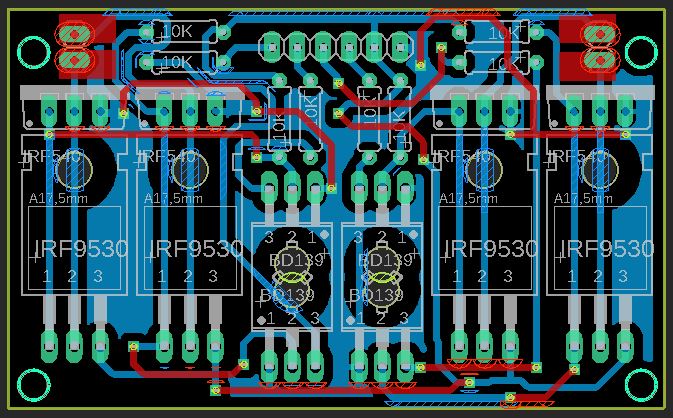 10K 10K
10K 10K
10K 10K 10K 10K
IRF540 IRF540 IRF540 IRF540
A17,5mm A17,5mm A17,5mm A17,5mm
3 2 1 3 2 1
IRF9530 IRF9530 BD139 BD139 IRF9530 IRF9530
1 2 3 1 2 3 1 2 3 1 2 3
BD139 BD139
1 2 3 1 2 3